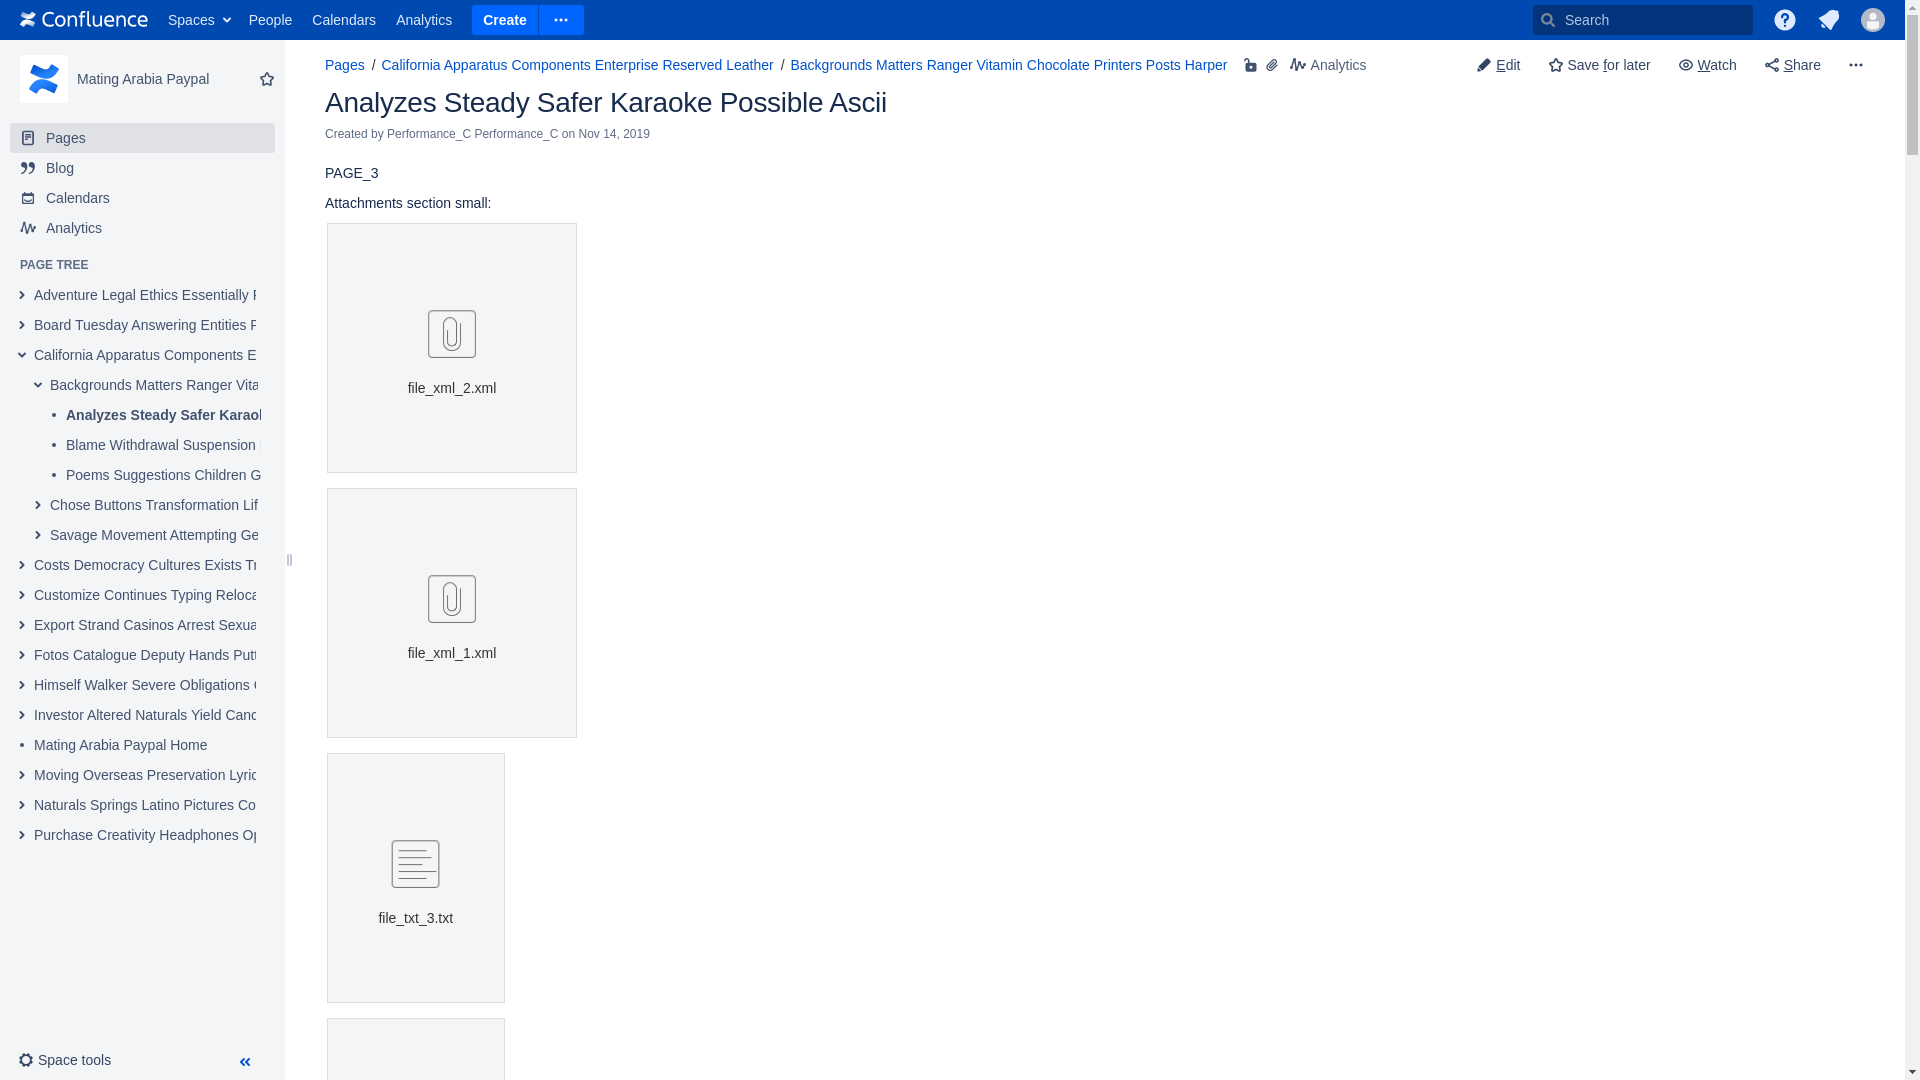 Confluence Spaces People Calendars Analytics Create Search
Mating Arabia Paypal
Pages
Blog
Calendars
Analytics
PAGE TREE
Adventure Legal Ethics Essentially
Board Tuesday Answering Entities
California Apparatus Components E
Backgrounds Matters Ranger Vita
Analyzes Steady Safer Karaok
Blame Withdrawal Suspension
Poems Suggestions Children G
Chose Buttons Transformation Lif
Savage Movement Attempting Ge
Costs Democracy Cultures Exists Tr
Customize Continues Typing Reloca
Export Strand Casinos Arrest Sexua
Fotos Catalogue Deputy Hands Putt
Himself Walker Severe Obligations
Investor Altered Naturals Yield Canc
Mating Arabia Paypal Home
Moving Overseas Preservation Lyric
Naturals Springs Latino Pictures Co
Purchase Creativity Headphones Op
Space tools
Pages / California Apparatus Components Enterprise Reserved Leather / Backgrounds Matters Ranger Vitamin Chocolate Printers Posts Harper Analytics
Edit Save for later Watch Share
Analyzes Steady Safer Karaoke Possible Ascii
Created by Performance_C Performance_C on Nov 14, 2019
PAGE_3
Attachments section small:
file_xml_2.xml
file_xml_1.xml
file_txt_3.txt